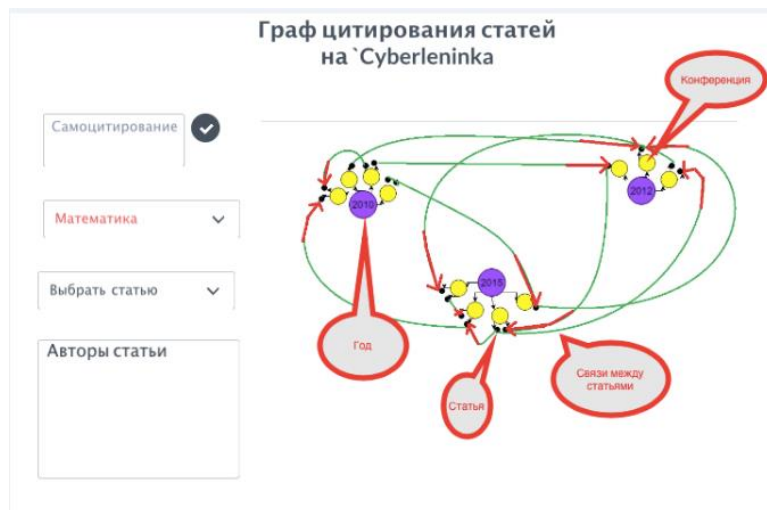 Граф цитирования статей
на `Cyberleninka
Конференция
Самоцитирование
2010
2012
Математика
2015
Выбрать статью
Год
Авторы статьи
Связи между
статьями
Статья